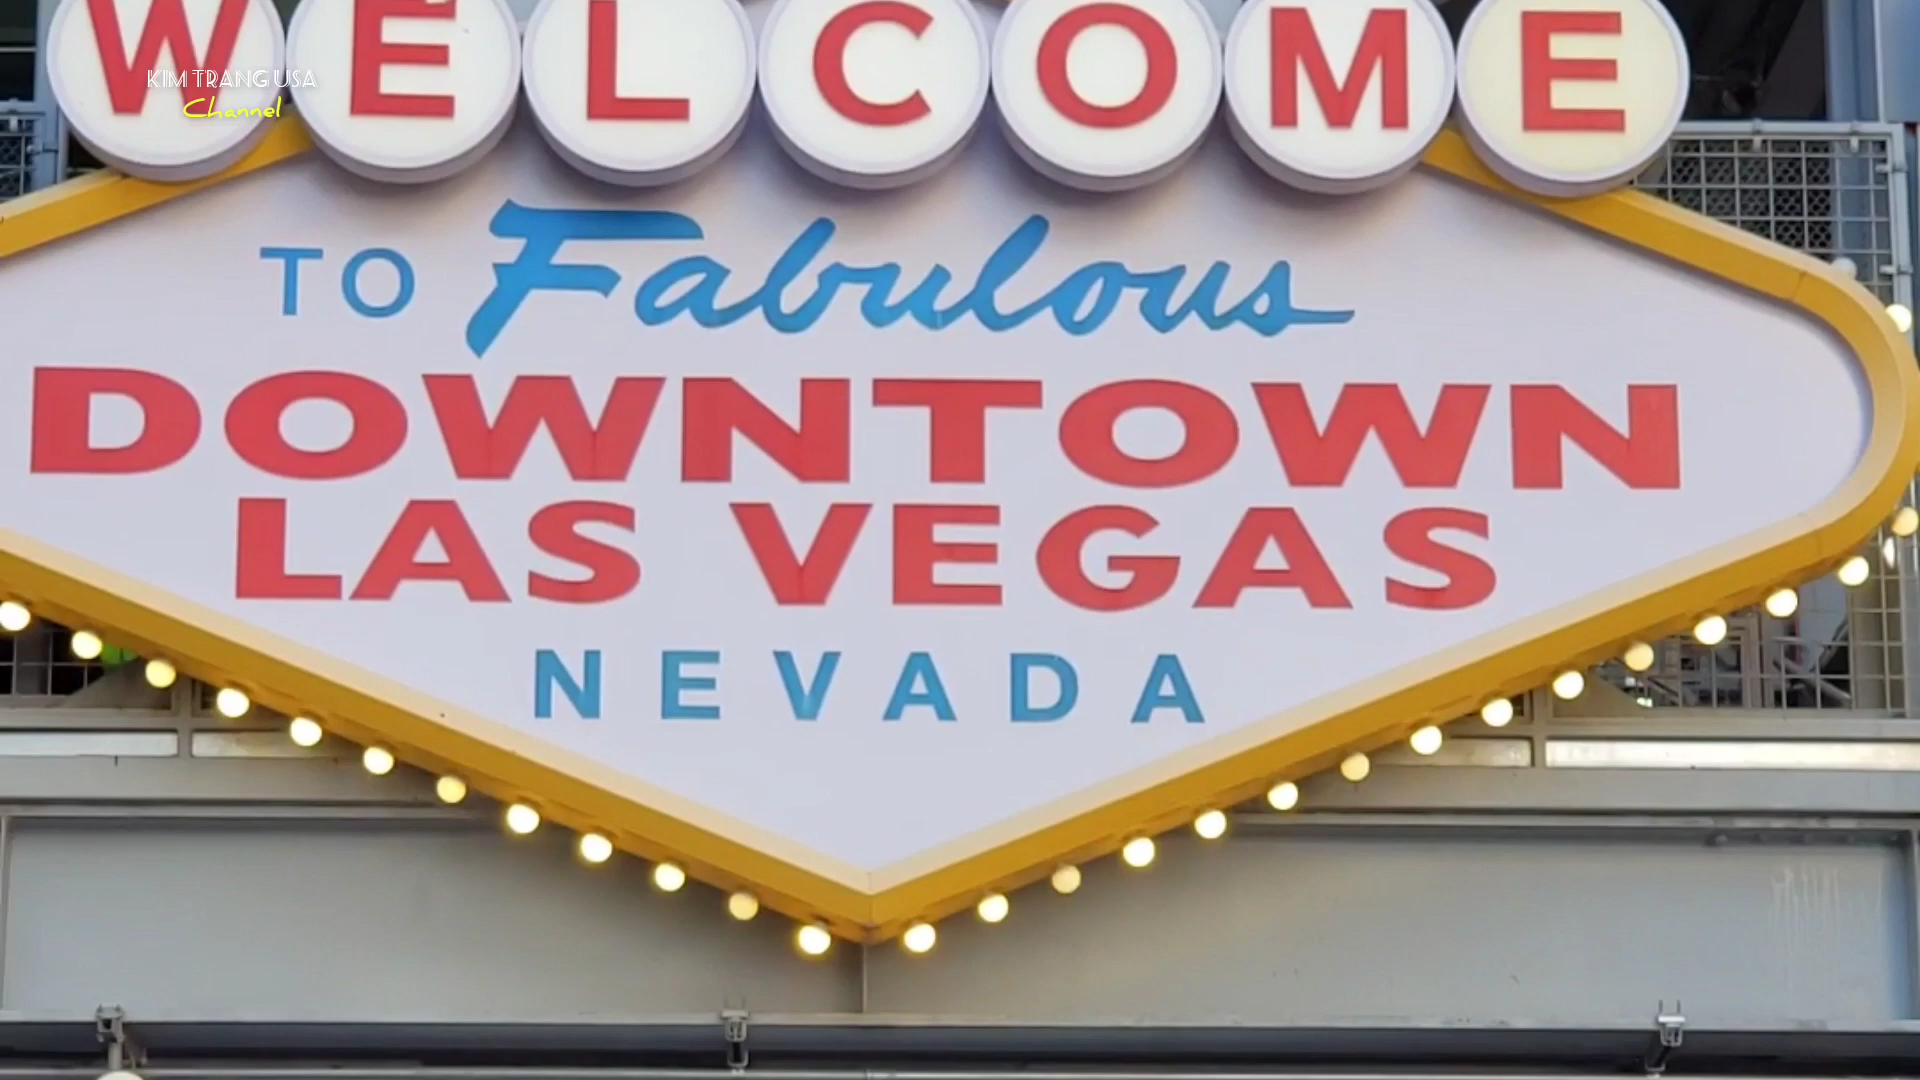 WELCOME
KIM TRANG USA
Channel
TO Fabulous
DOWNTOWN
LAS VEGAS
NEVADA